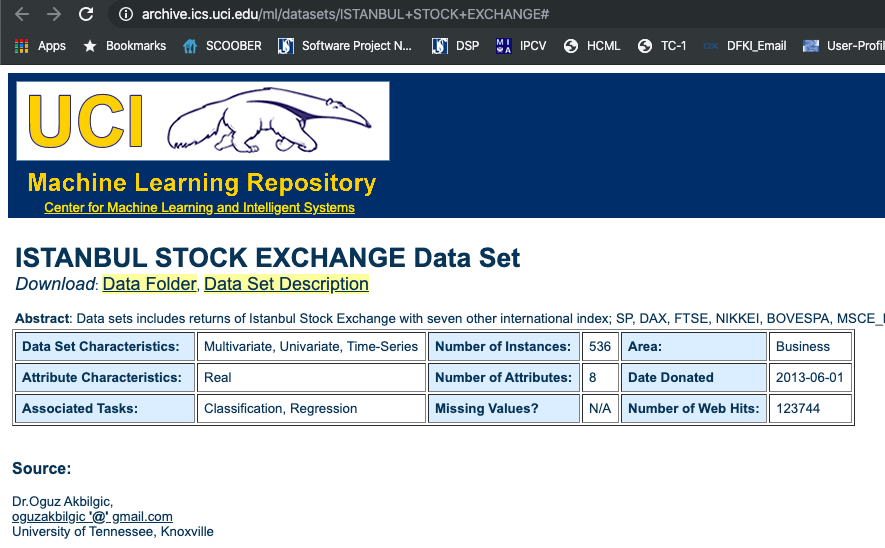 archive.ics.uci.edu/ml/datasets/ISTANBUL+STOCK+EXCHANGE#
Apps Bookmarks SCOOBER Software Project N... DSP IPCV HCML TC-1 DFKI_Email User-Profil
UCI
Machine Learning Repository
Center for Machine Learning and Intelligent Systems
ISTANBUL STOCK EXCHANGE Data Set
Download: Data Folder, Data Set Description
Abstract: Data sets includes returns of Istanbul Stock Exchange with seven other international index; SP, DAX, FTSE, NIKKEI, BOVESPA, MSCE_
Data Set Characteristics: Multivariate, Univariate, Time-Series Number of Instances: 536 Area: Business
Attribute Characteristics: Real Number of Attributes: 8 Date Donated 2013-06-01
Associated Tasks: Classification, Regression Missing Values? N/A Number of Web Hits: 123744
Source:
Dr.Oguz Akbilgic,
oguzakbilgic '@' gmail.com
University of Tennessee, Knoxville